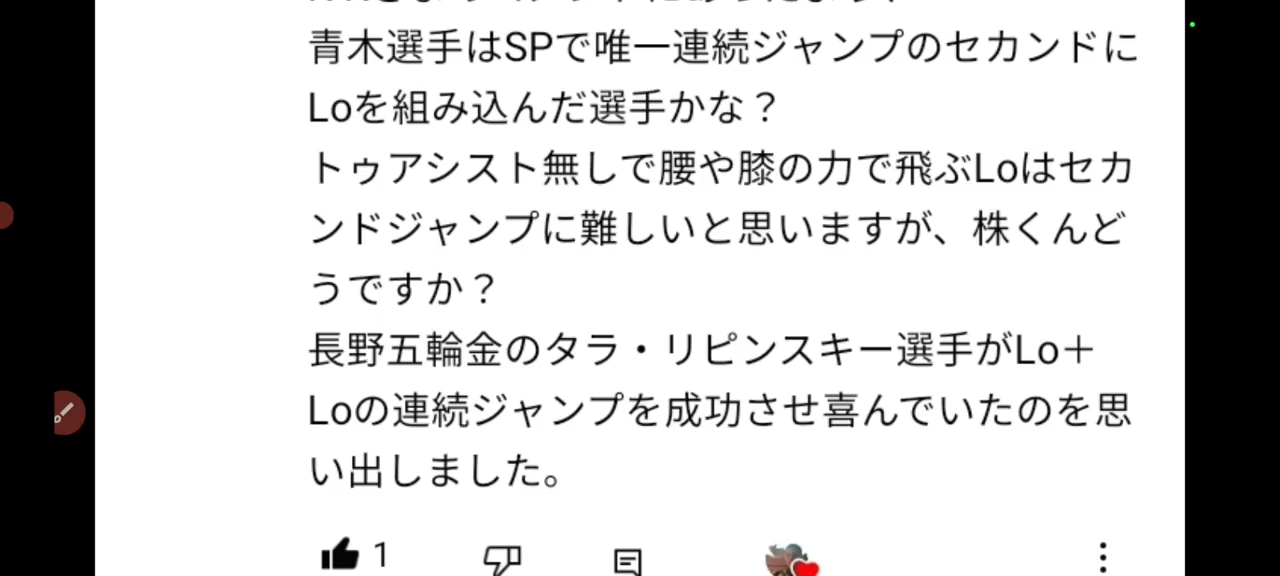 青木選手はSPで唯一連続ジャンプのセカンドに
Loを組み込んだ選手かな？
トゥアシスト無しで腰や膝の力で飛ぶLoはセカ
ンドジャンプに難しいと思いますが、株くんど
うですか？
長野五輪金のタラ・リピンスキー選手がLo＋
Loの連続ジャンプを成功させ喜んでいたのを思
い出しました。
1